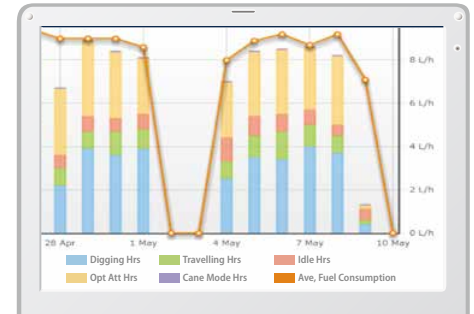 8 L/h
6 L/h
4 L/h
2 L/h
0 L/h
28 Apr 1 May 4 May 7 May 10 May
Digging Hrs Travelling Hrs Idle Hrs
Opt Att Hrs Cane Mode Hrs Ave, Fuel Consumption